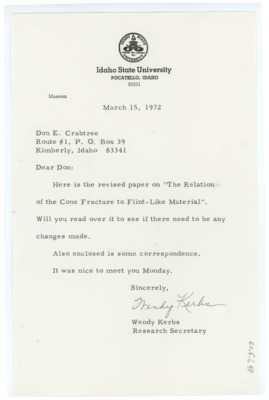 Idaho State University
POCATELLO, IDAHO
83201
Museum
March 15, 1972
Don E. Crabtree
Route #1, P. O. Box 39
Kimberly, Idaho 83341
Dear Don:
Here is the revised paper on "The Relation
of the Cone Fracture to Flint-Like Material".
Will you read over it to see if there need to be any
changes made.
Also enclosed is some correspondence.
It was nice to meet you Monday.
Sincerely,
Wendy Kerbs
Wendy Kerbs
Research Secretary